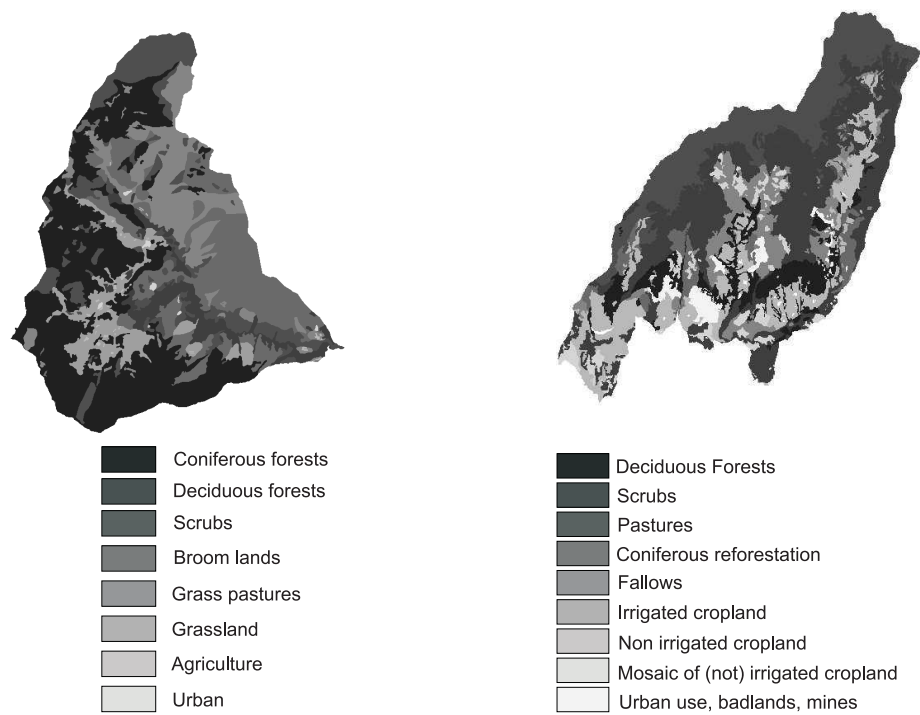 Coniferous forests
Deciduous forests
Scrubs
Broom lands
Grass pastures
Grassland
Agriculture
Urban
Deciduous Forests
Scrubs
Pastures
Coniferous reforestation
Fallows
Irrigated cropland
Non irrigated cropland
Mosaic of (not) irrigated cropland
Urban use, badlands, mines